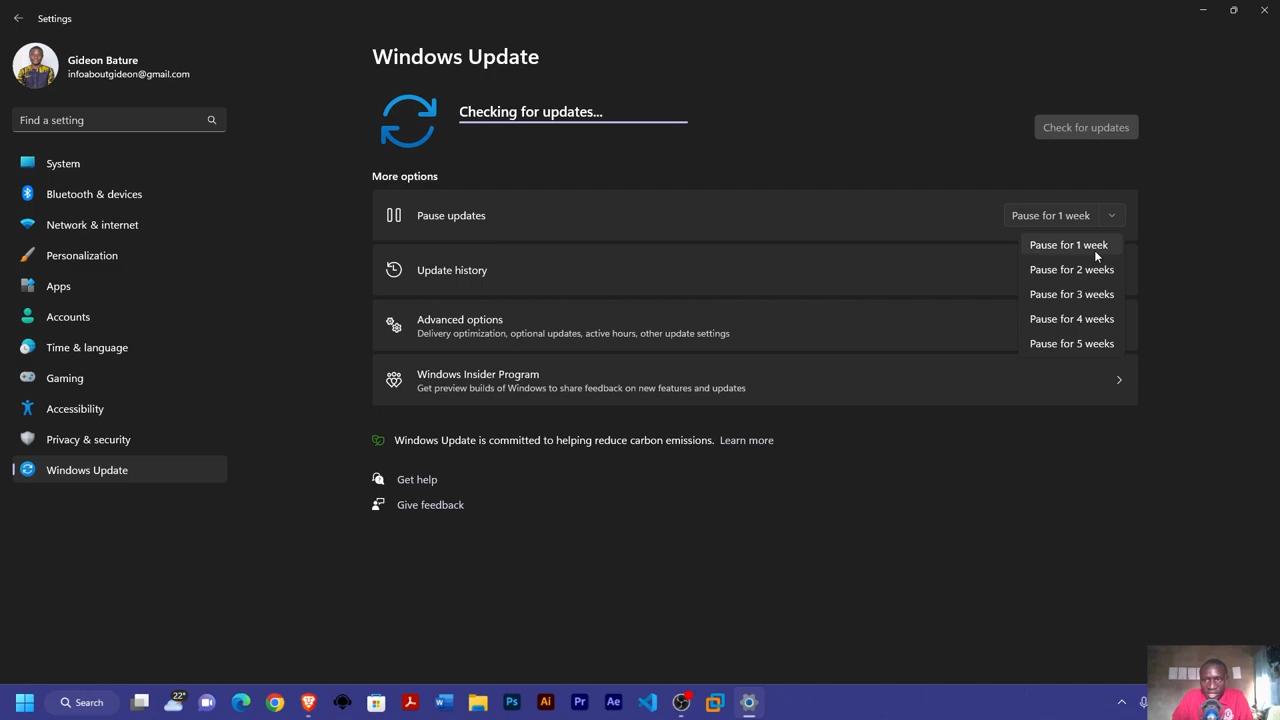 Settings
Gideon Bature
infoaboutgideon@gmail.com
Find a setting
System
Bluetooth & devices
Network & internet
Personalization
Apps
Accounts
Time & language
Gaming
Accessibility
Privacy & security
Windows Update
Windows Update
Checking for updates...
Check for updates
More options
Pause updates
Pause for 1 week
Pause for 1 week
Pause for 2 weeks
Pause for 3 weeks
Pause for 4 weeks
Pause for 5 weeks
Update history
Advanced options
Delivery optimization, optional updates, active hours, other update settings
Windows Insider Program
Get preview builds of Windows to share feedback on new features and updates
Windows Update is committed to helping reduce carbon emissions. Learn more
Get help
Give feedback
Search
22°
Ps
Ai
Pr
Ae